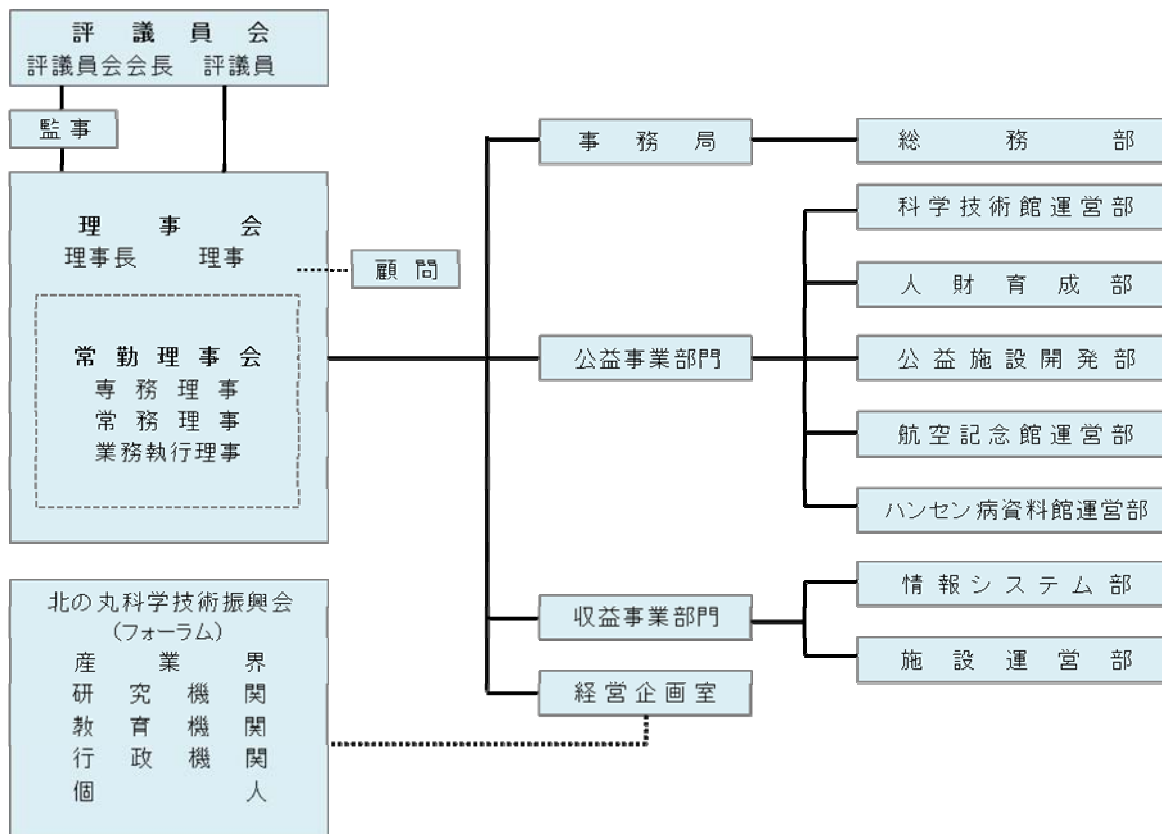 評議員会
評議員会会長 評議員
監事
理事会
理事長 理事
顧問
常勤理事会
専務理事
常務理事
業務執行理事
北の丸科学技術振興会
(フォーラム)
産業界
研究機関
教育機関
行政機関
個人
事務局
公益事業部門
収益事業部門
経営企画室
総務部
科学技術館運営部
人財育成部
公益施設開発部
航空記念館運営部
ハンセン病資料館運営部
情報システム部
施設運営部